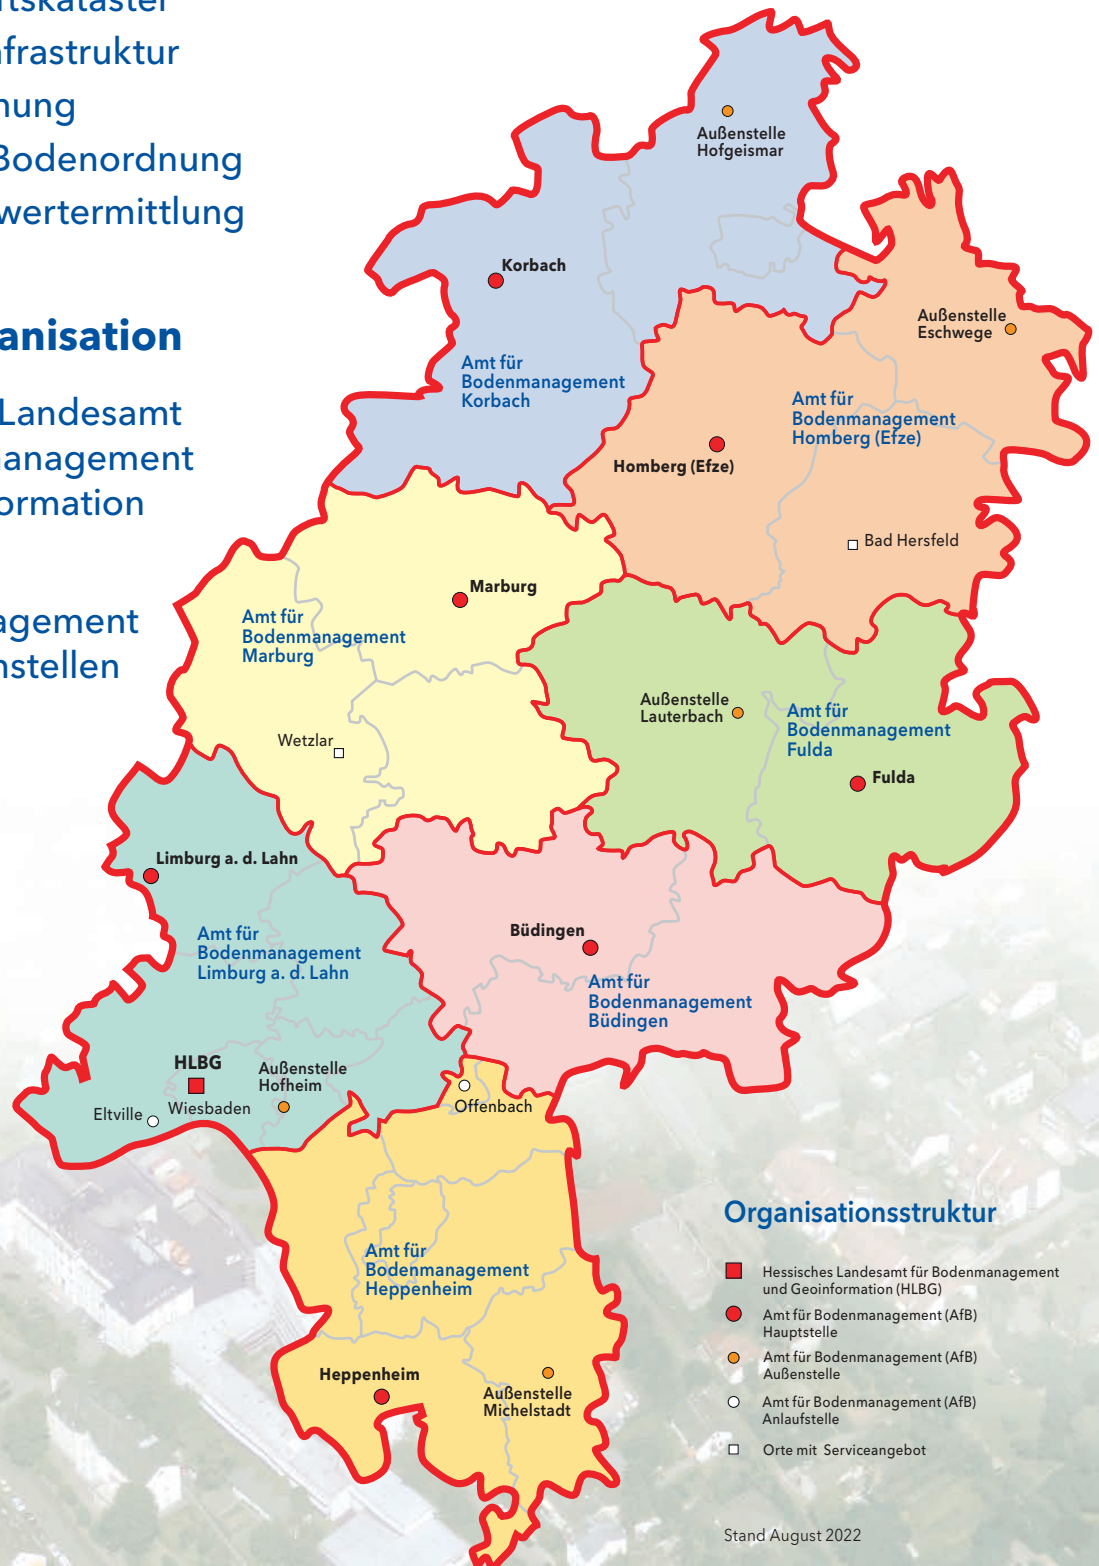 tskataster
nfrastruktur
nung
Bodenordnung
wertermittlung
anisation
Landesamt
nanagement
ormation
agement
nstellen
Außenstelle
Hofgeismar
Korbach
Amt für
Bodenmanagement
Korbach
Außenstelle
Eschwege
Amt für
Bodenmanagement
Homberg (Efze)
Homberg (Efze)
Bad Hersfeld
Marburg
Amt für
Bodenmanagement
Marburg
Wetzlar
Außenstelle
Lauterbach
Amt für
Bodenmanagement
Fulda
Fulda
Limburg a. d. Lahn
Amt für
Bodenmanagement
Limburg a. d. Lahn
Büdingen
Amt für
Bodenmanagement
Büdingen
HLBG
Wiesbaden
Außenstelle
Hofheim
Eltville
Offenbach
Amt für
Bodenmanagement
Heppenheim
Heppenheim
Außenstelle
Michelstadt
Organisationsstruktur
Hessisches Landesamt für Bodenmanagement
und Geoinformation (HLBG)
Amt für Bodenmanagement (AfB)
Hauptstelle
Amt für Bodenmanagement (AfB)
Außenstelle
Amt für Bodenmanagement (AfB)
Anlaufstelle
Orte mit Serviceangebot
Stand August 2022